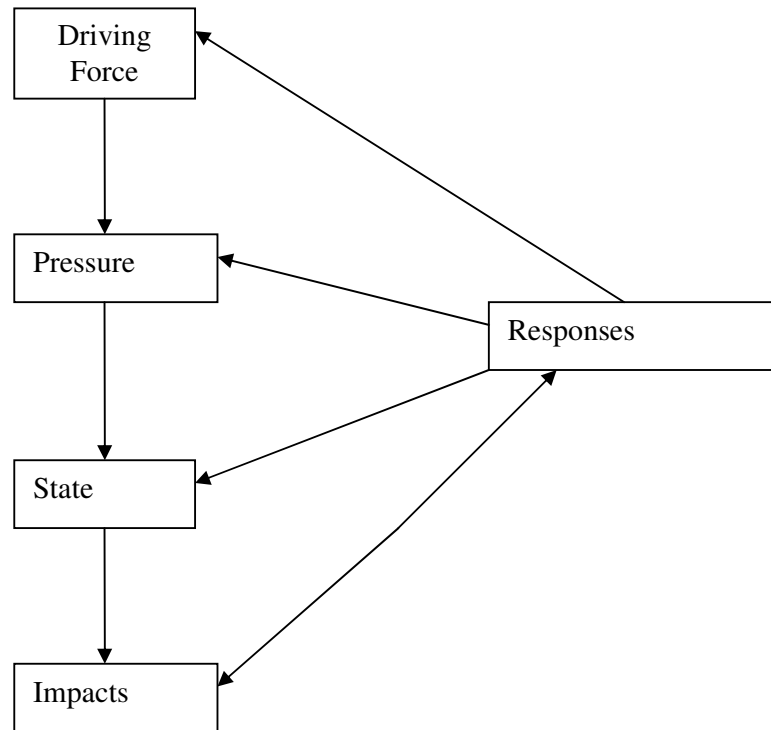 Driving
Force
Pressure
Responses
State
Impacts